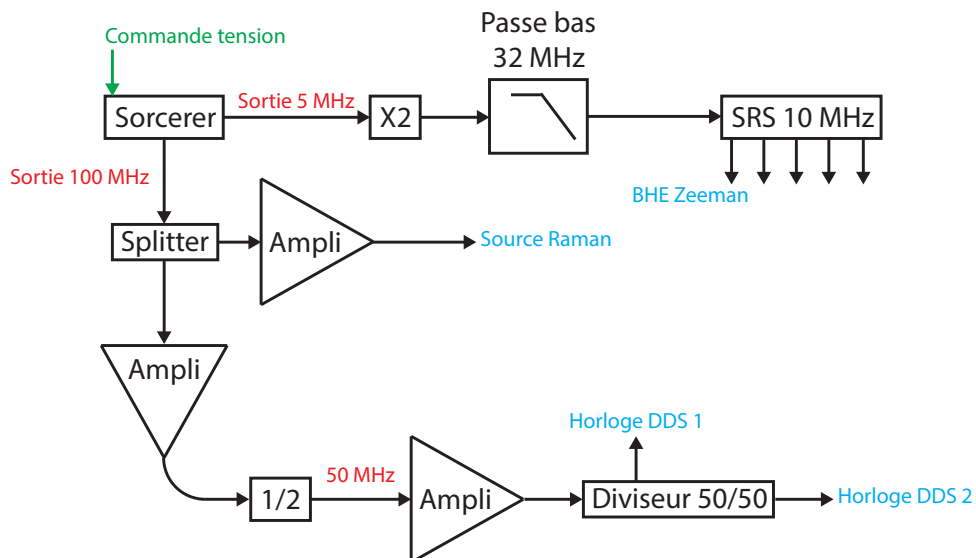 Commande tension
Passe bas
32 MHz
Sorcerer
Sortie 5 MHz
X2
SRS 10 MHz
Sortie 100 MHz
BHE Zeeman
Splitter
Ampli
Source Raman
Ampli
Horloge DDS 1
50 MHz
1/2
Ampli
Diviseur 50/50
Horloge DDS 2